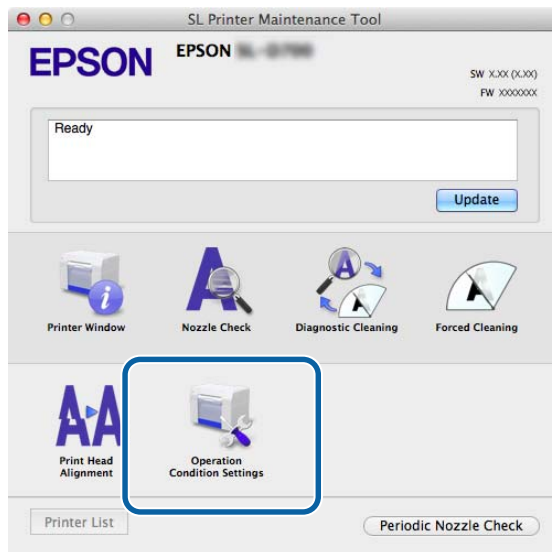 SL Printer Maintenance Tool
EPSON
EPSON
SW X.XX (X.XX)
FW XXXXXXX
Ready
Update
Printer Window
Nozzle Check
Diagnostic Cleaning
Forced Cleaning
Print Head
Alignment
Operation
Condition Settings
Printer List
Periodic Nozzle Check